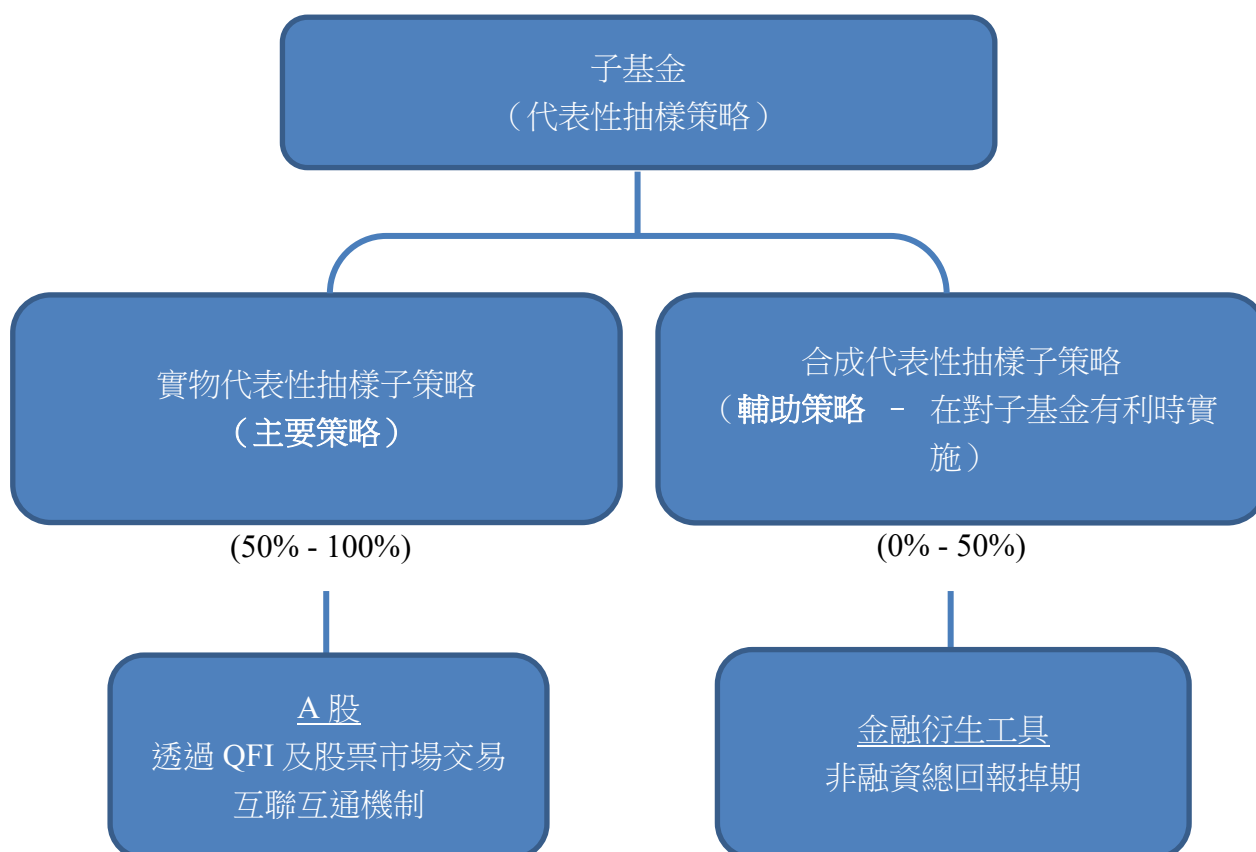 子基金
（代表性抽樣策略）
實物代表性抽樣子策略
（主要策略）
(50% - 100%)
合成代表性抽樣子策略
（輔助策略 - 在對子基金有利時實
施）
(0% - 50%)
A 股
透過 QFI 及股票市場交易
互聯互通機制
金融衍生工具
非融資總回報掉期